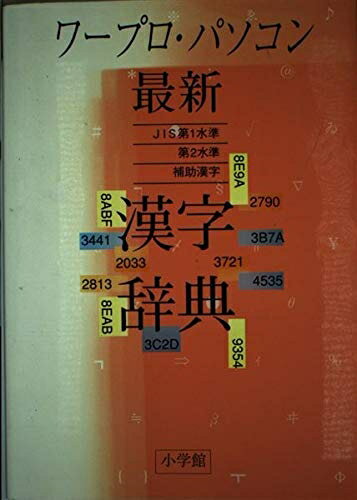 ワープロ・パソコン
最新
JIS第1水準
第2水準
補助漢字
8E9A
8ABF
2790
漢字
3441
3B7A
2033
3721
2813
4535
辞典
8EAB
3C2D
9354
小学館